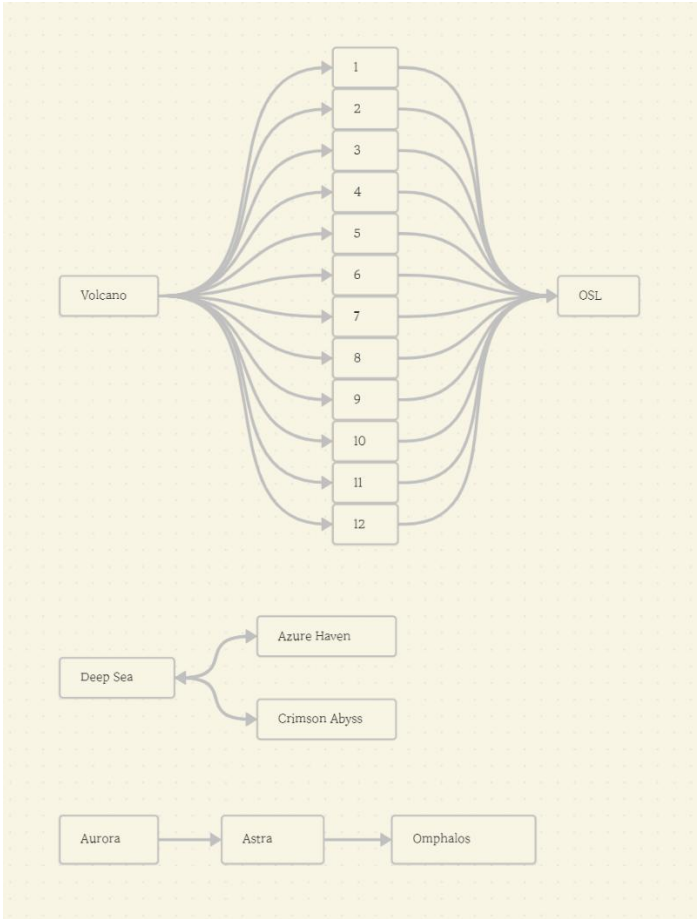 1
2
3
4
5
6
7
8
9
10
11
12
Volcano
OSL
Azure Haven
Deep Sea
Crimson Abyss
Aurora
Astra
Omphalos